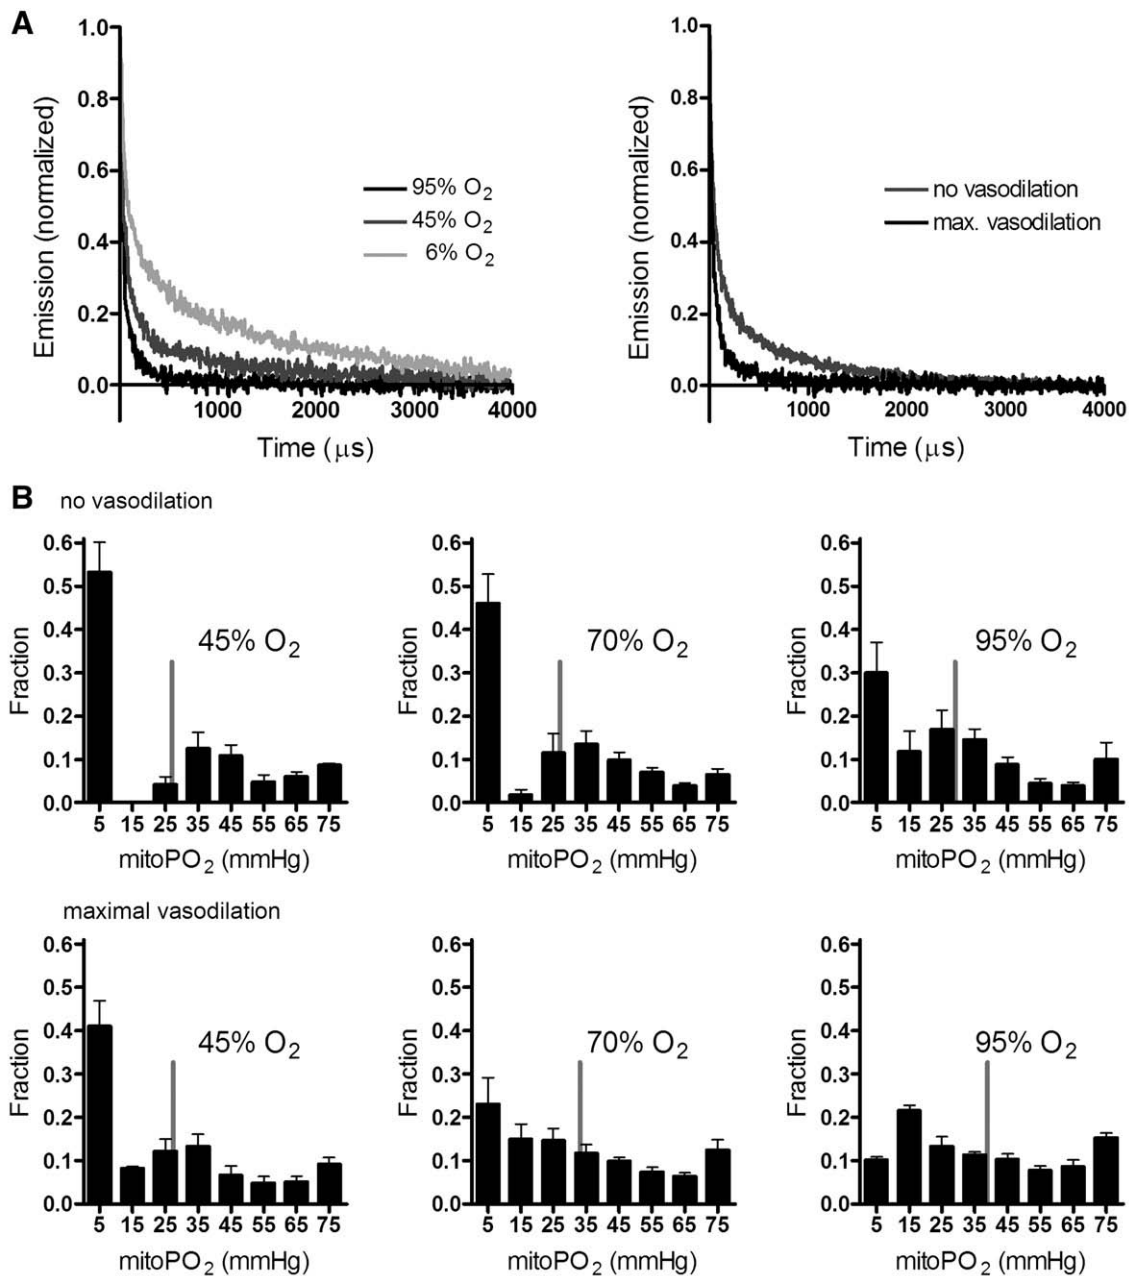 A
1.0
0.8
0.6
0.4
0.2
0.0
Emission (normalized)
95% O2
45% O2
6% O2
1000 2000 3000 4000
Time (μs)
1.0
0.8
0.6
0.4
0.2
0.0
Emission (normalized)
no vasodilation
max. vasodilation
1000 2000 3000 4000
Time (μs)
B no vasodilation
0.6
0.5
0.4
0.3
0.2
0.1
0.0
Fraction
45% O2
5 15 25 35 45 55 65 75
mitoPO2 (mmHg)
0.6
0.5
0.4
0.3
0.2
0.1
0.0
Fraction
70% O2
5 15 25 35 45 55 65 75
mitoPO2 (mmHg)
0.6
0.5
0.4
0.3
0.2
0.1
0.0
Fraction
95% O2
5 15 25 35 45 55 65 75
mitoPO2 (mmHg)
maximal vasodilation
0.6
0.5
0.4
0.3
0.2
0.1
0.0
Fraction
45% O2
5 15 25 35 45 55 65 75
mitoPO2 (mmHg)
0.6
0.5
0.4
0.3
0.2
0.1
0.0
Fraction
70% O2
5 15 25 35 45 55 65 75
mitoPO2 (mmHg)
0.6
0.5
0.4
0.3
0.2
0.1
0.0
Fraction
95% O2
5 15 25 35 45 55 65 75
mitoPO2 (mmHg)